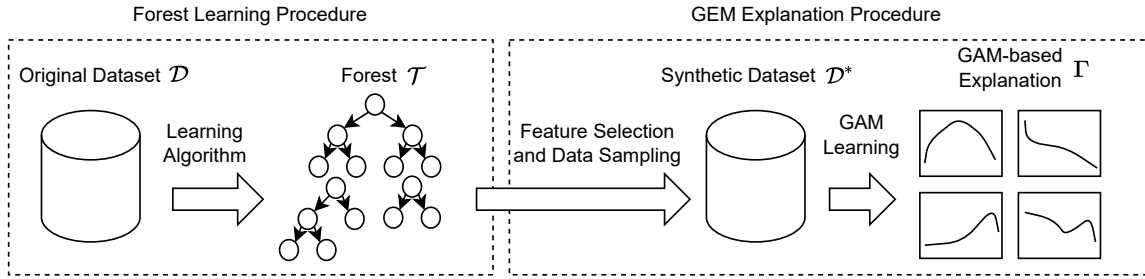 Forest Learning Procedure
GEM Explanation Procedure
Original Dataset 𝒟
Forest 𝒯
Learning
Algorithm
Feature Selection
and Data Sampling
Synthetic Dataset 𝒟*
GAM
Learning
GAM-based
Explanation Γ